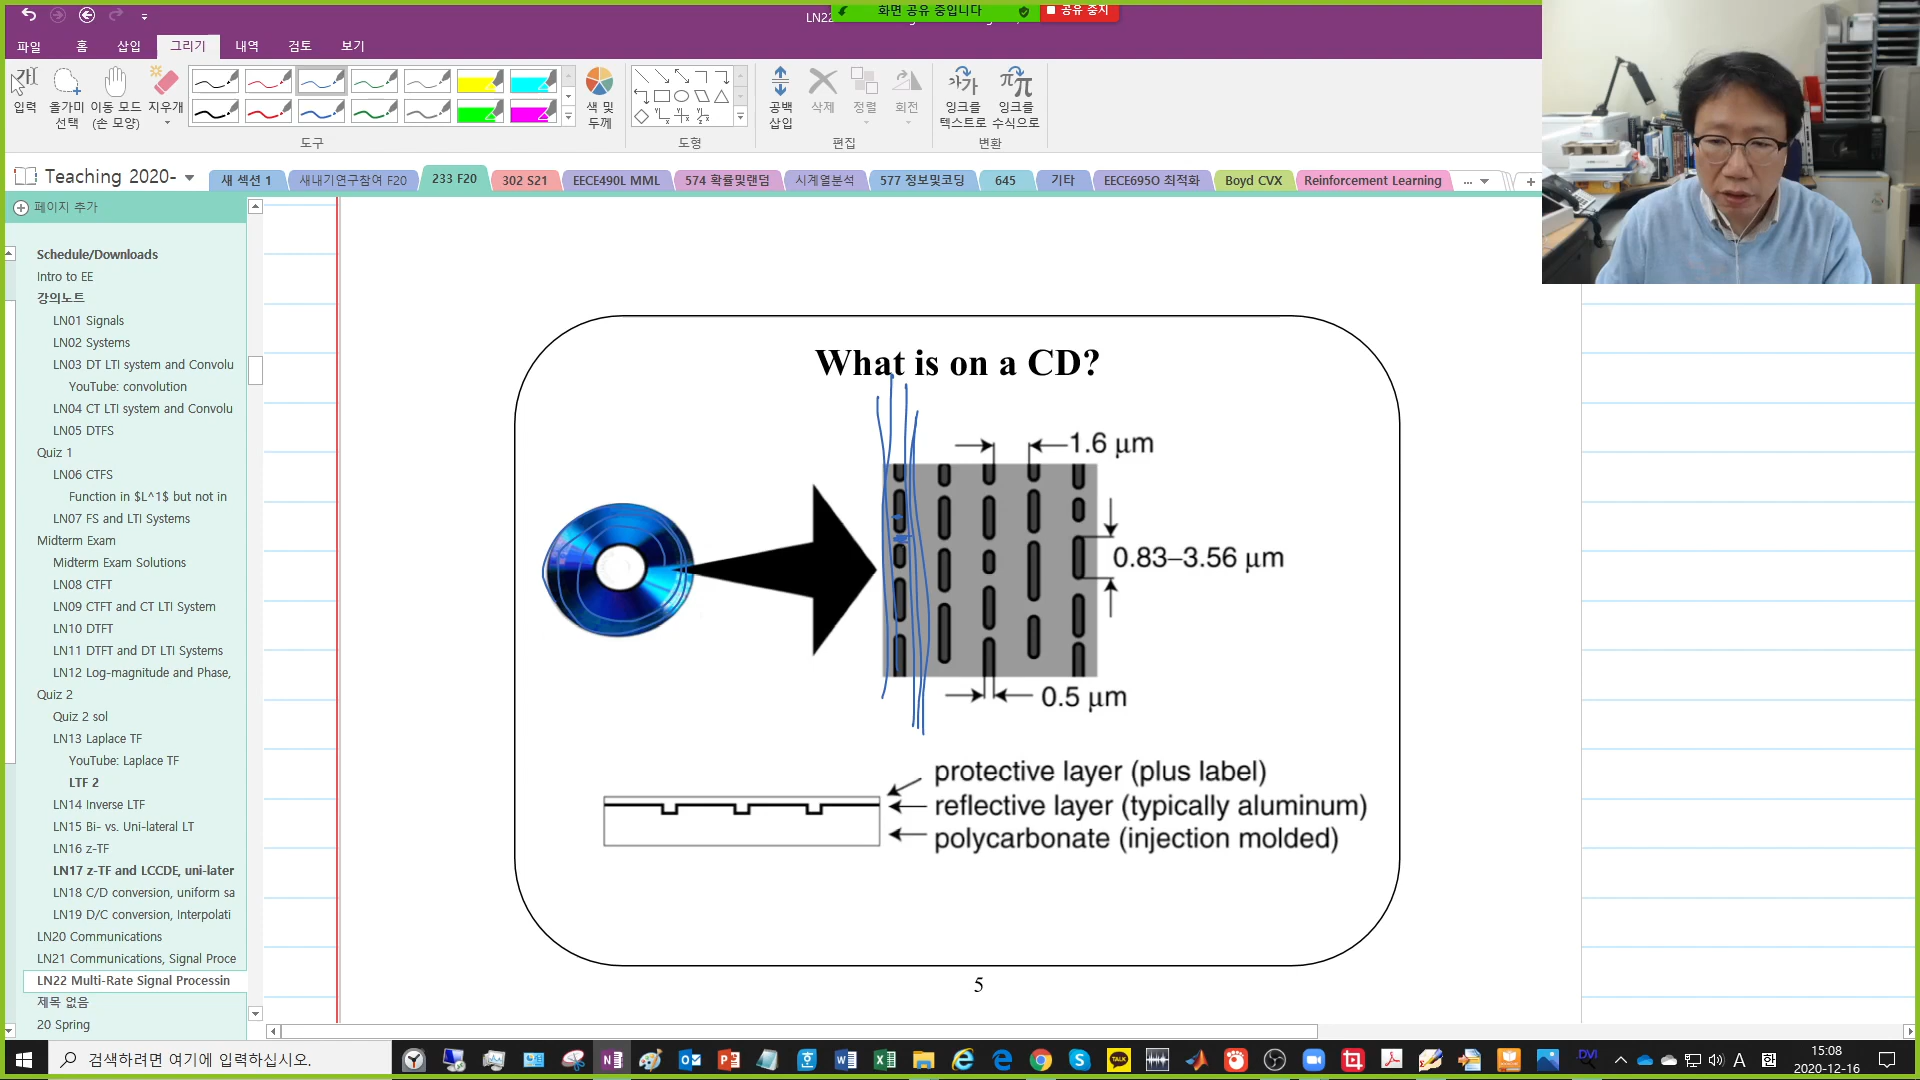 LN22
화면 공유 중입니다
공유 중지
파일 홈 삽입 그리기 내역 검토 보기
입력
올가미 선택
이동 모드 (손 모양)
지우개
색 및 두께
공백 삽입
삭제
정렬
회전
잉크를 텍스트로
잉크를 수식으로
도구
도형
편집
변환
Teaching 2020-
새 섹션 1
새내기연구참여 F20
233 F20
302 S21
EECE490L MML
574 확률및랜덤
시계열분석
577 정보및코딩
645
기타
EECE695O 최적화
Boyd CVX
Reinforcement Learning
...
페이지 추가
Schedule/Downloads
Intro to EE
강의노트
LN01 Signals
LN02 Systems
LN03 DT LTI system and Convolu
YouTube: convolution
LN04 CT LTI system and Convolu
LN05 DTFS
Quiz 1
LN06 CTFS
Function in $L^1$ but not in
LN07 FS and LTI Systems
Midterm Exam
Midterm Exam Solutions
LN08 CTFT
LN09 CTFT and CT LTI System
LN10 DTFT
LN11 DTFT and DT LTI Systems
LN12 Log-magnitude and Phase,
Quiz 2
Quiz 2 sol
LN13 Laplace TF
YouTube: Laplace TF
LTF 2
LN14 Inverse LTF
LN15 Bi- vs. Uni-lateral LT
LN16 z-TF
LN17 z-TF and LCCDE, uni-later
LN18 C/D conversion, uniform sa
LN19 D/C conversion, Interpolati
LN20 Communications
LN21 Communications, Signal Proce
LN22 Multi-Rate Signal Processin
제목 없음
20 Spring
What is on a CD?
1.6 μm
0.83–3.56 μm
0.5 μm
protective layer (plus label)
reflective layer (typically aluminum)
polycarbonate (injection molded)
5
검색하려면 여기에 입력하십시오.
A
한
15:08
2020-12-16